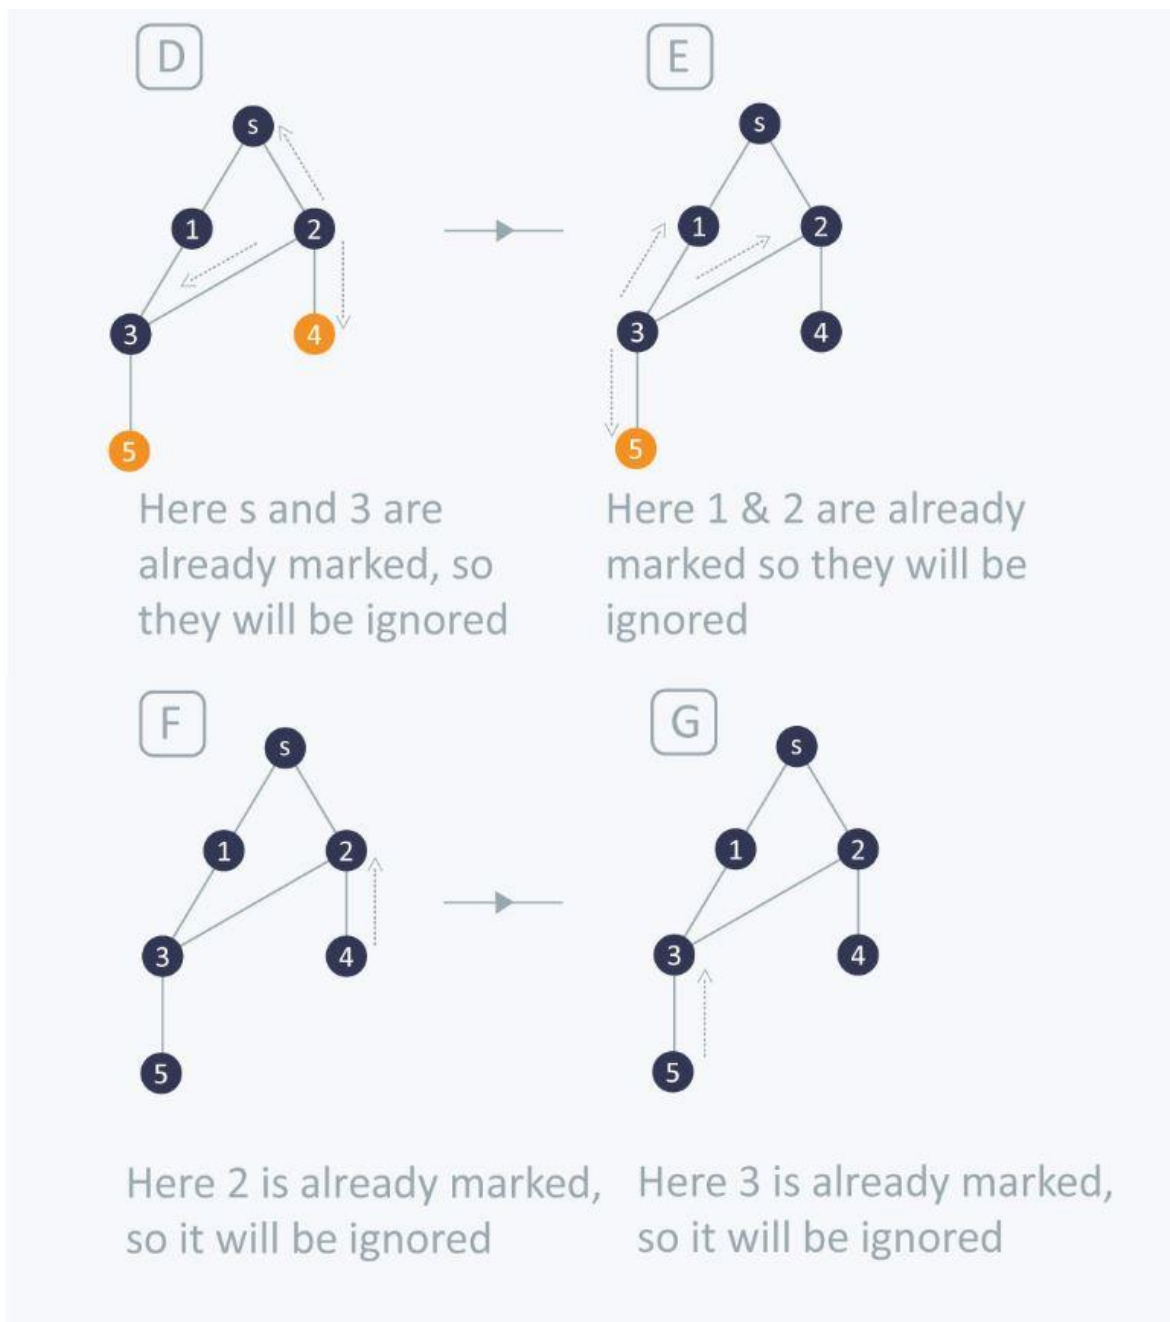 D
s
1
2
3
4
5
Here s and 3 are
already marked, so
they will be ignored
E
s
1
2
3
4
5
Here 1 & 2 are already
marked so they will be
ignored
F
s
1
2
3
4
5
Here 2 is already marked,
so it will be ignored
G
s
1
2
3
4
5
Here 3 is already marked,
so it will be ignored